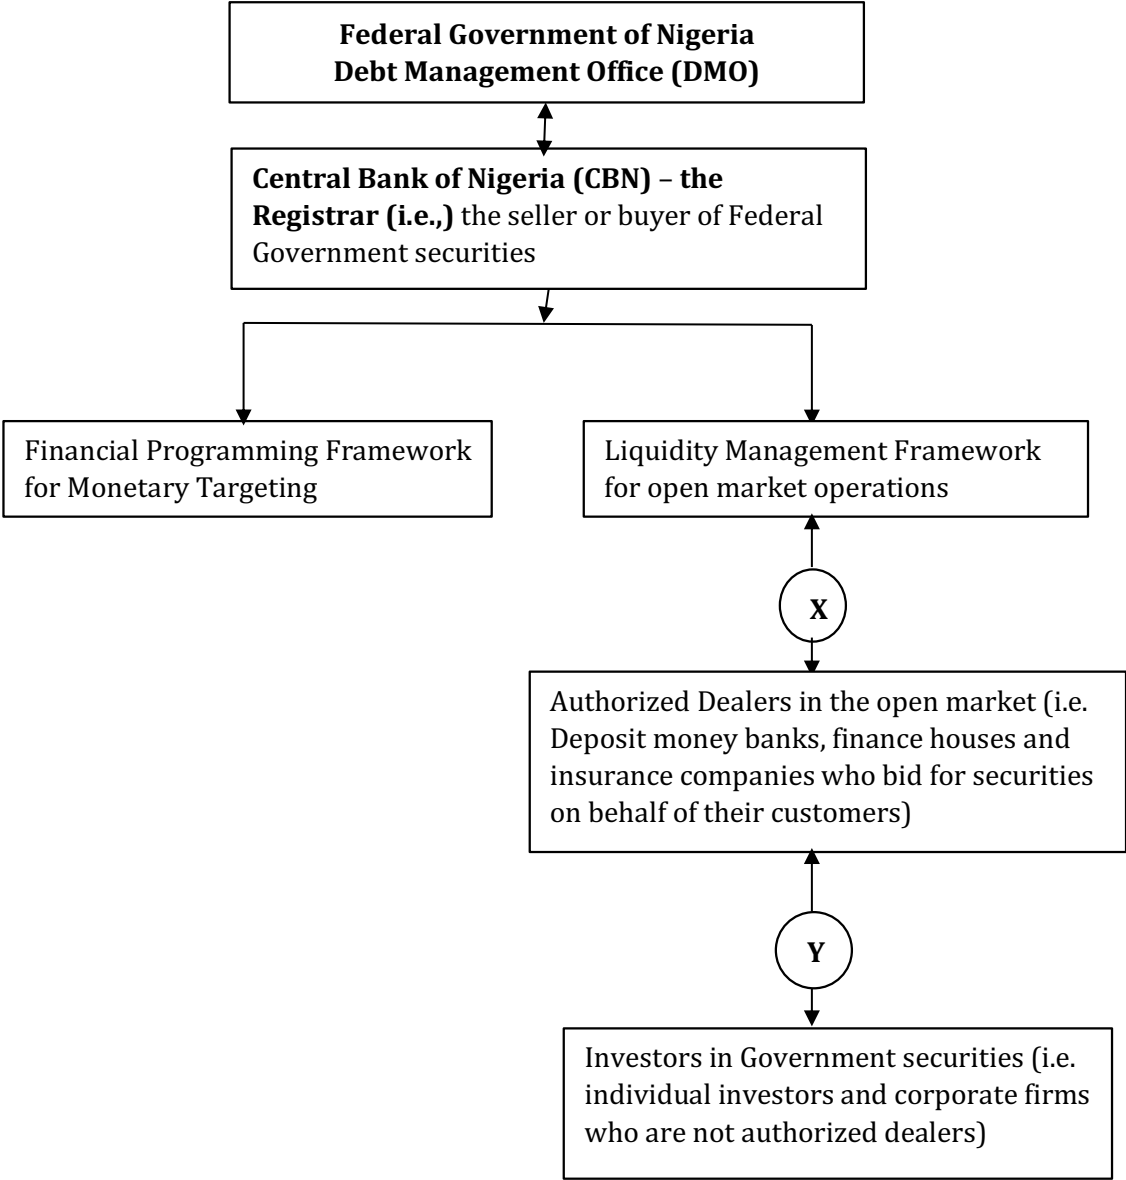 Federal Government of Nigeria
Debt Management Office (DMO)
Central Bank of Nigeria (CBN) – the
Registrar (i.e.,) the seller or buyer of Federal
Government securities
Financial Programming Framework
for Monetary Targeting
Liquidity Management Framework
for open market operations
X
Authorized Dealers in the open market (i.e.
Deposit money banks, finance houses and
insurance companies who bid for securities
on behalf of their customers)
Y
Investors in Government securities (i.e.
individual investors and corporate firms
who are not authorized dealers)